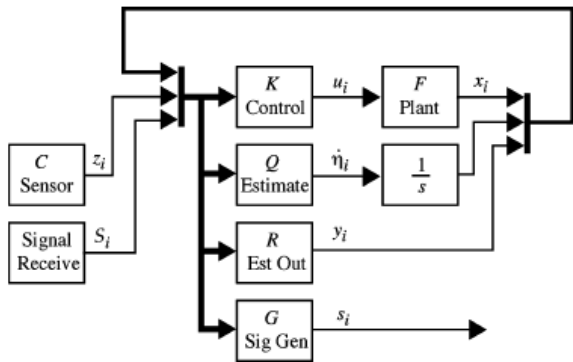 K
Control
u_i
F
Plant
x_i
C
Sensor
z_i
Q
Estimate
η̇_i
1
s
Signal
Receive
S_i
R
Est Out
y_i
G
Sig Gen
s_i